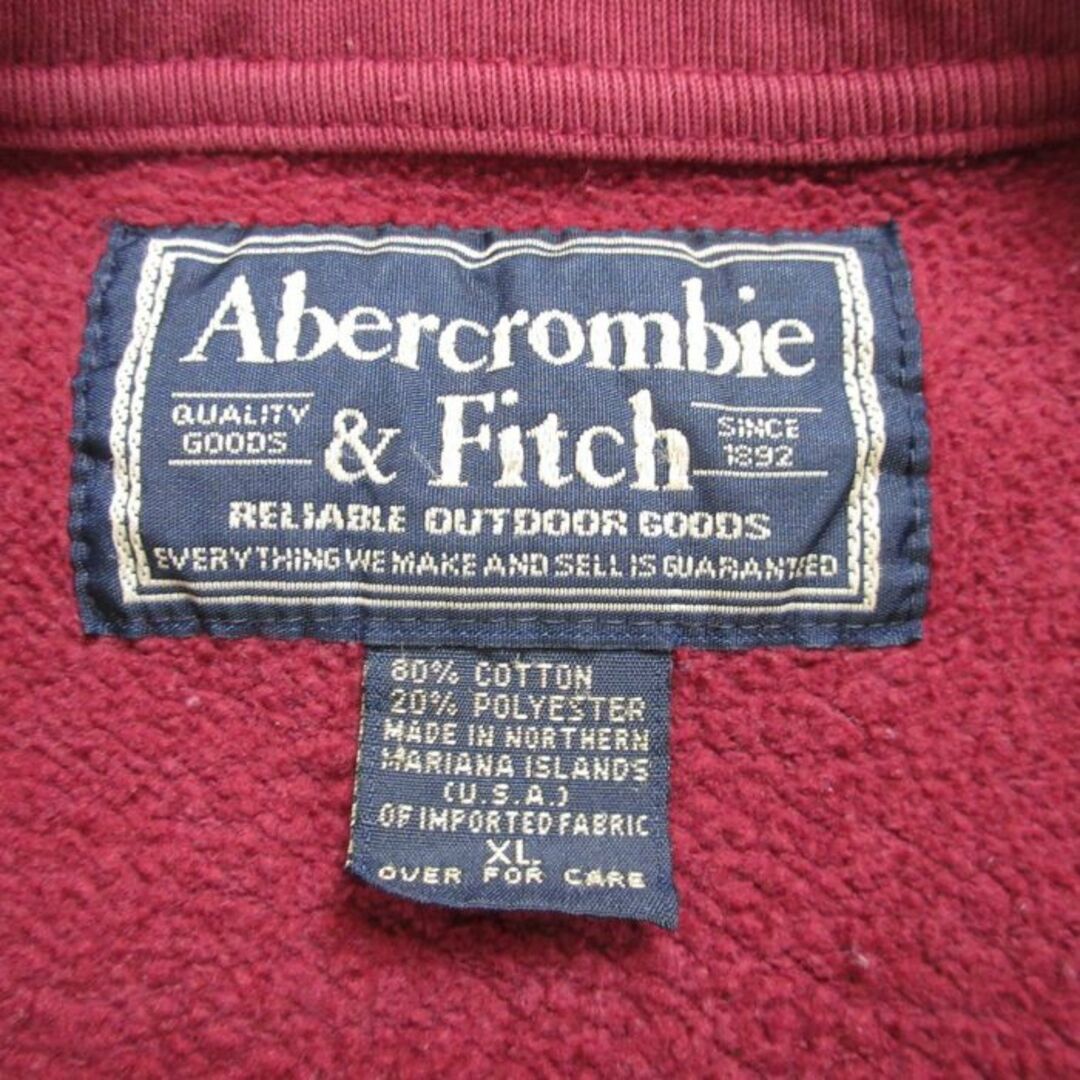 Abercrombie
QUALITY GOODS & Fitch SINCE 1892
RELIABLE OUTDOOR GOODS
EVERYTHING WE MAKE AND SELL IS GUARANTEED
80% COTTON
20% POLYESTER
MADE IN NORTHERN
MARIANA ISLANDS
(U.S.A.)
OF IMPORTED FABRIC
XL.
OVER FOR CARE